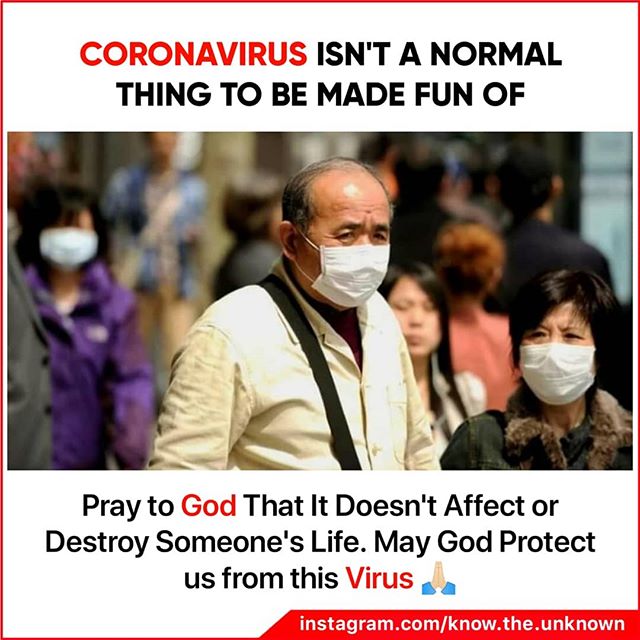 CORONAVIRUS ISN'T A NORMAL
THING TO BE MADE FUN OF
Pray to God That It Doesn't Affect or
Destroy Someone's Life. May God Protect
us from this Virus 🙏🏼
instagram.com/know.the.unknown